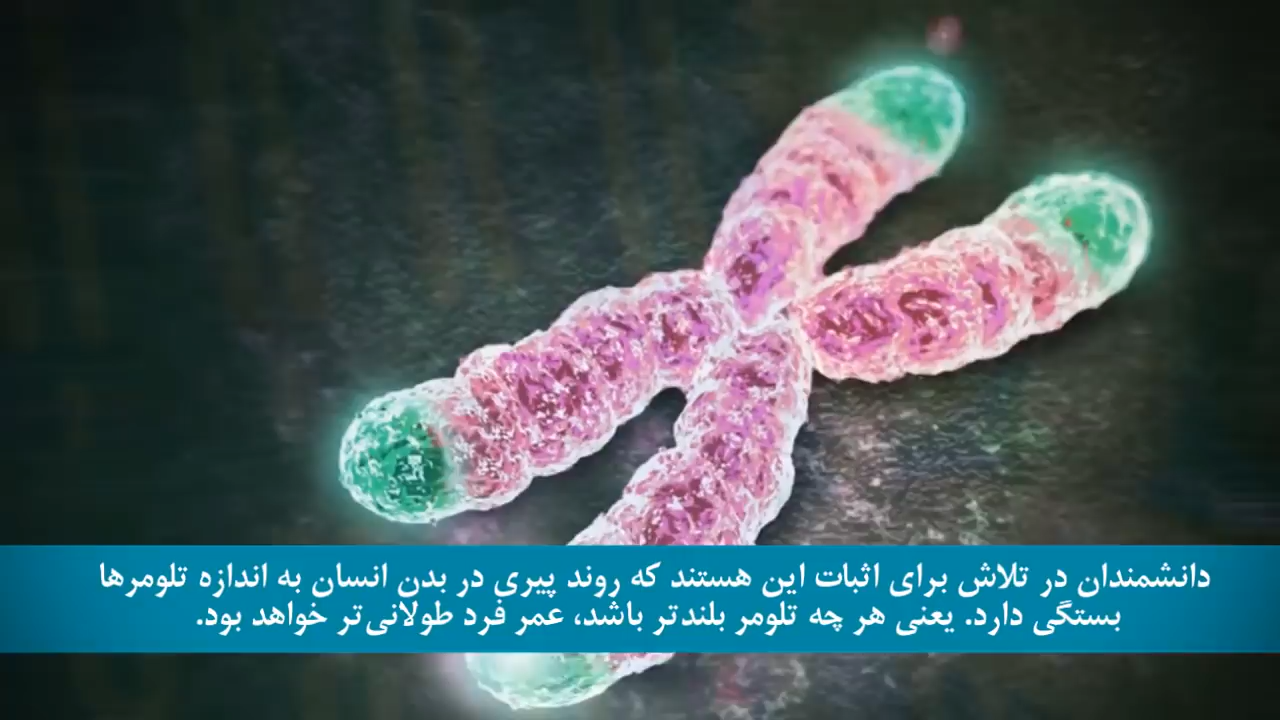 دانشمندان در تلاش برای اثبات این هستند که روند پیری در بدن انسان به اندازه تلومرها
بستگی دارد. یعنی هر چه تلومر بلندتر باشد، عمر فرد طولانی‌تر خواهد بود.